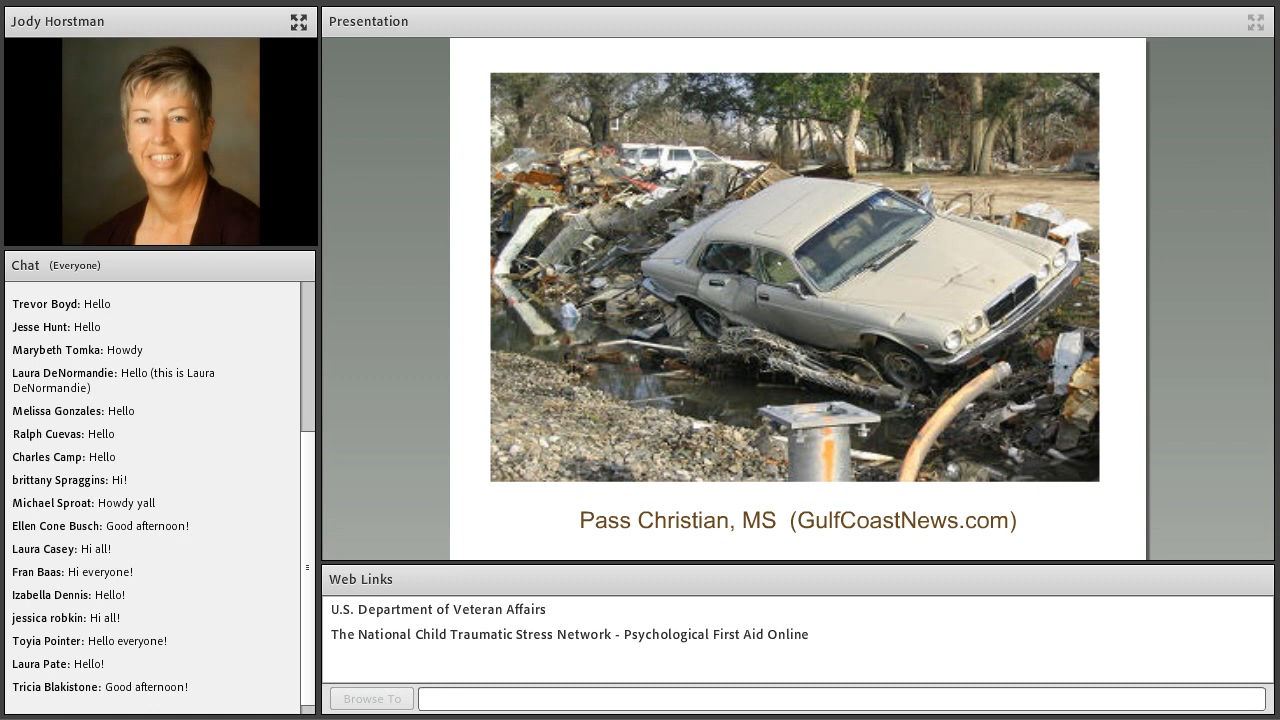 Jody Horstman
Presentation
Chat (Everyone)
Trevor Boyd: Hello
Jesse Hunt: Hello
Marybeth Tomka: Howdy
Laura DeNormandie: Hello (this is Laura
DeNormandie)
Melissa Gonzales: Hello
Ralph Cuevas: Hello
Charles Camp: Hello
brittany Spraggins: Hi!
Michael Sproat: Howdy yall
Ellen Cone Busch: Good afternoon!
Laura Casey: Hi all!
Fran Baas: Hi everyone!
Izabella Dennis: Hello!
jessica robkin: Hi all!
Toyia Pointer: Hello everyone!
Laura Pate: Hello!
Tricia Blakistone: Good afternoon!
Pass Christian, MS (GulfCoastNews.com)
Web Links
U.S. Department of Veteran Affairs
The National Child Traumatic Stress Network - Psychological First Aid Online
Browse To